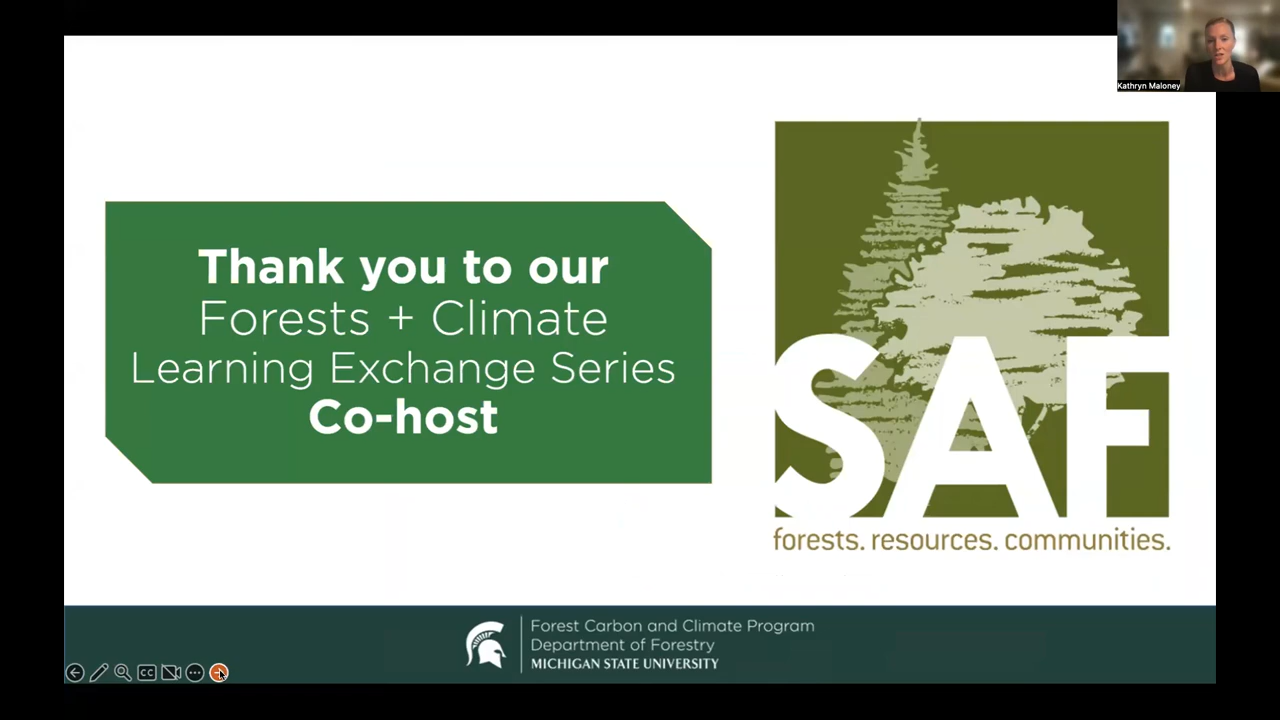 Kathryn Maloney
Thank you to our
Forests + Climate
Learning Exchange Series
Co-host
SAF
forests. resources. communities.
Forest Carbon and Climate Program
Department of Forestry
MICHIGAN STATE UNIVERSITY
CC